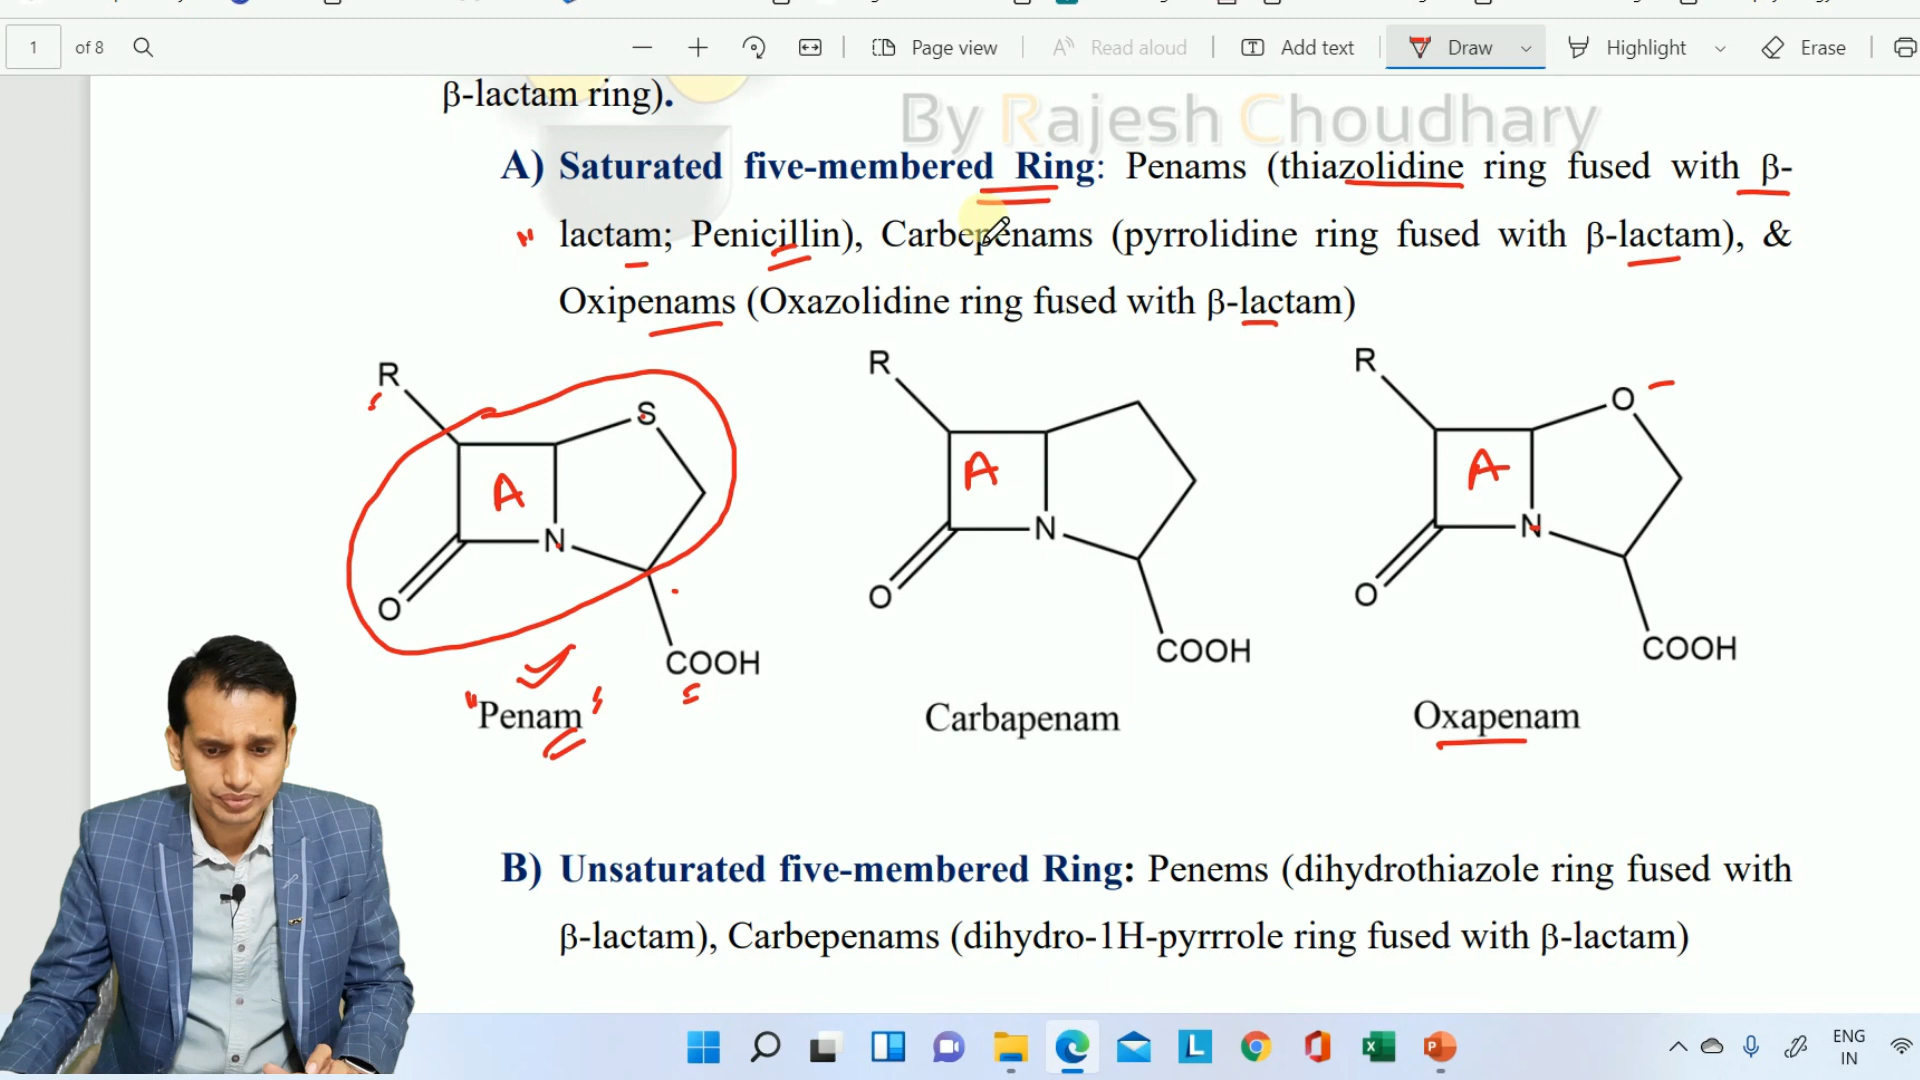 1 of 8 Page view Read aloud Add text Draw Highlight Erase
β-lactam ring).
By Rajesh Choudhary
A) Saturated five-membered Ring: Penams (thiazolidine ring fused with β-
lactam; Penicillin), Carbepenams (pyrrolidine ring fused with β-lactam), &
Oxipenams (Oxazolidine ring fused with β-lactam)
R S A N O COOH
R A N O COOH
R O A N O COOH
"Penam" Carbapenam Oxapenam
B) Unsaturated five-membered Ring: Penems (dihydrothiazole ring fused with
β-lactam), Carbepenams (dihydro-1H-pyrrrole ring fused with β-lactam)
ENG
IN